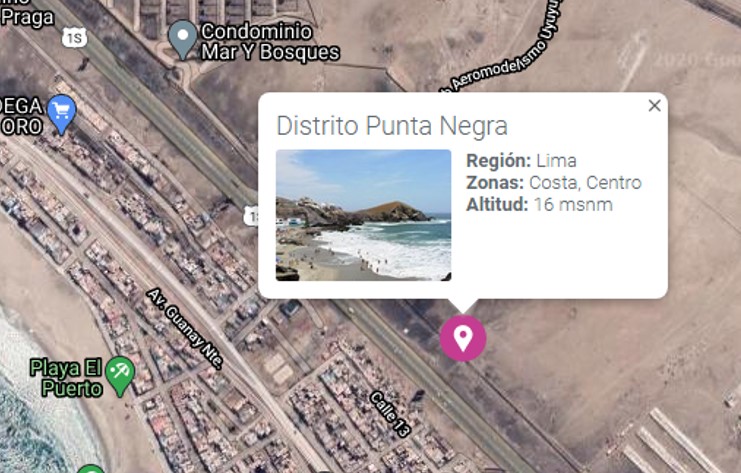 Praga
1S
Condominio
Mar Y Bosques
Aeromodelismo Uyuyu
2020 Goo
DEGA
ORO
Distrito Punta Negra
Región: Lima
Zonas: Costa, Centro
Altitud: 16 msnm
1S
Av. Guanay Nte.
Playa El
Puerto
Calle 13